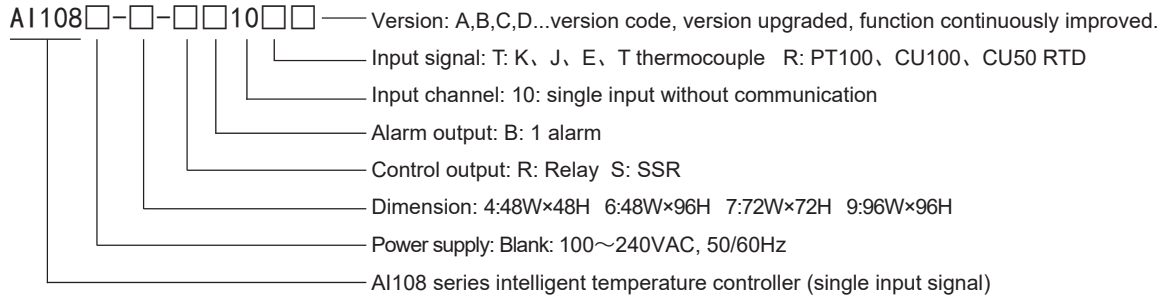 AI108□-□-□□10□□ Version: A,B,C,D...version code, version upgraded, function continuously improved.
Input signal: T: K、J、E、T thermocouple R: PT100、CU100、CU50 RTD
Input channel: 10: single input without communication
Alarm output: B: 1 alarm
Control output: R: Relay S: SSR
Dimension: 4:48W×48H 6:48W×96H 7:72W×72H 9:96W×96H
Power supply: Blank: 100～240VAC, 50/60Hz
AI108 series intelligent temperature controller (single input signal)